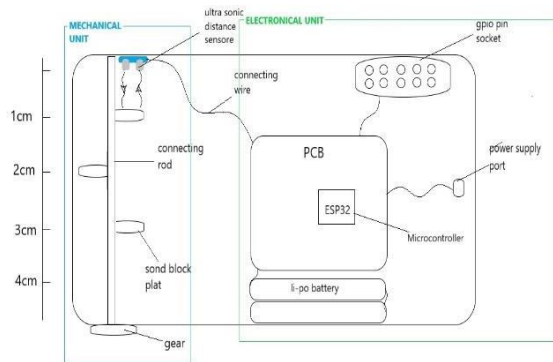 MECHANICAL
UNIT
ultra sonic
distance
sensore
ELECTRONICAL UNIT
gpio pin
socket
connecting
wire
1cm
connecting
rod
2cm
PCB
power supply
port
ESP32
Microcontroller
3cm
sond block
plat
4cm
li-po battery
gear